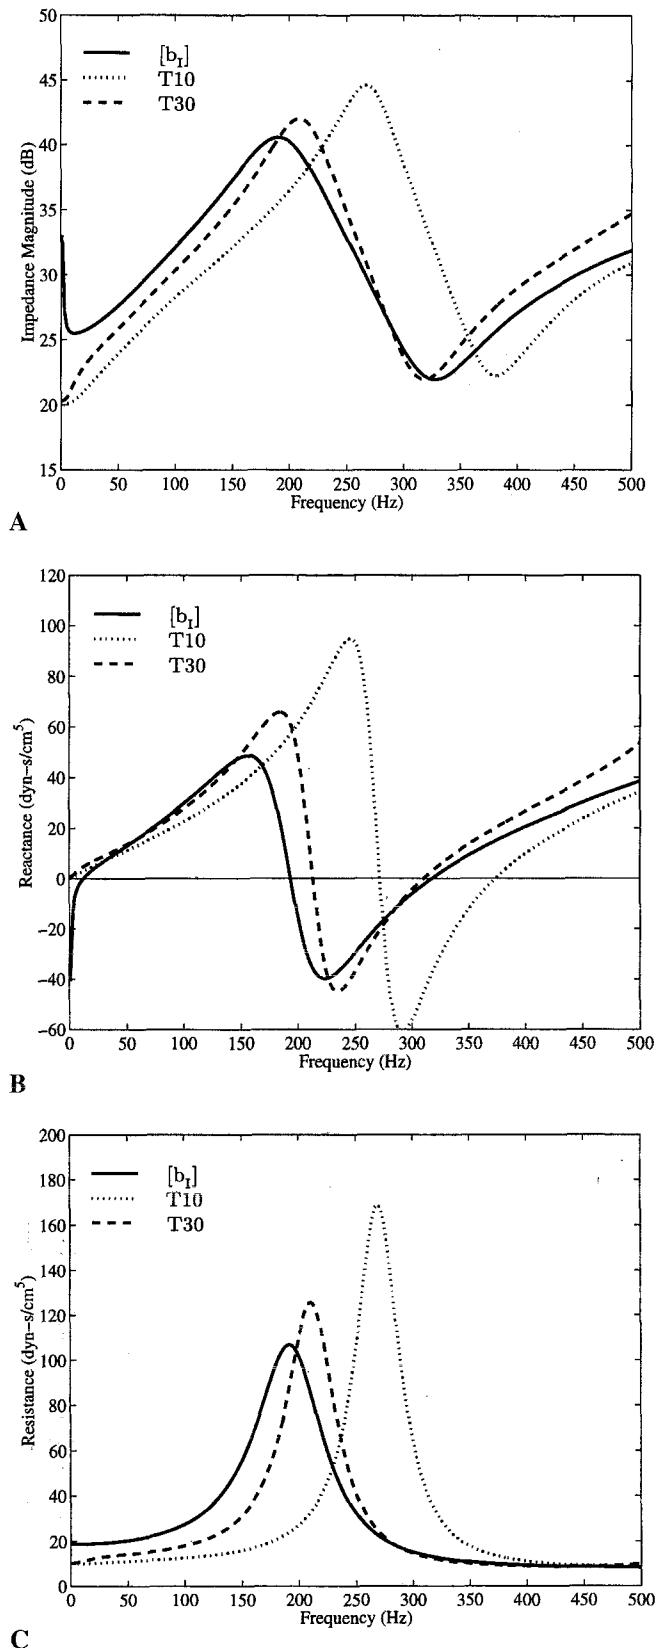 50
45
40
35
30
25
20
15
Impedance Magnitude (dB)
[b_I]
T10
T30
0 50 100 150 200 250 300 350 400 450 500
Frequency (Hz)
A
120
100
80
60
40
20
0
−20
−40
−60
Reactance (dyn−s/cm^5)
[b_I]
T10
T30
0 50 100 150 200 250 300 350 400 450 500
Frequency (Hz)
B
200
180
160
140
120
100
80
60
40
20
0
Resistance (dyn−s/cm^5)
[b_I]
T10
T30
0 50 100 150 200 250 300 350 400 450 500
Frequency (Hz)
C